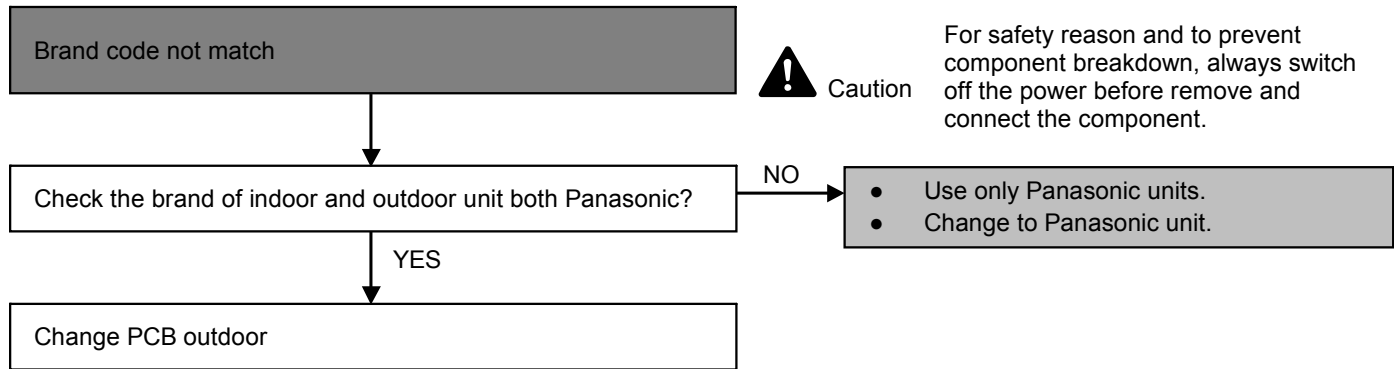 Brand code not match
Caution
For safety reason and to prevent
component breakdown, always switch
off the power before remove and
connect the component.
Check the brand of indoor and outdoor unit both Panasonic?
NO
● Use only Panasonic units.
● Change to Panasonic unit.
YES
Change PCB outdoor